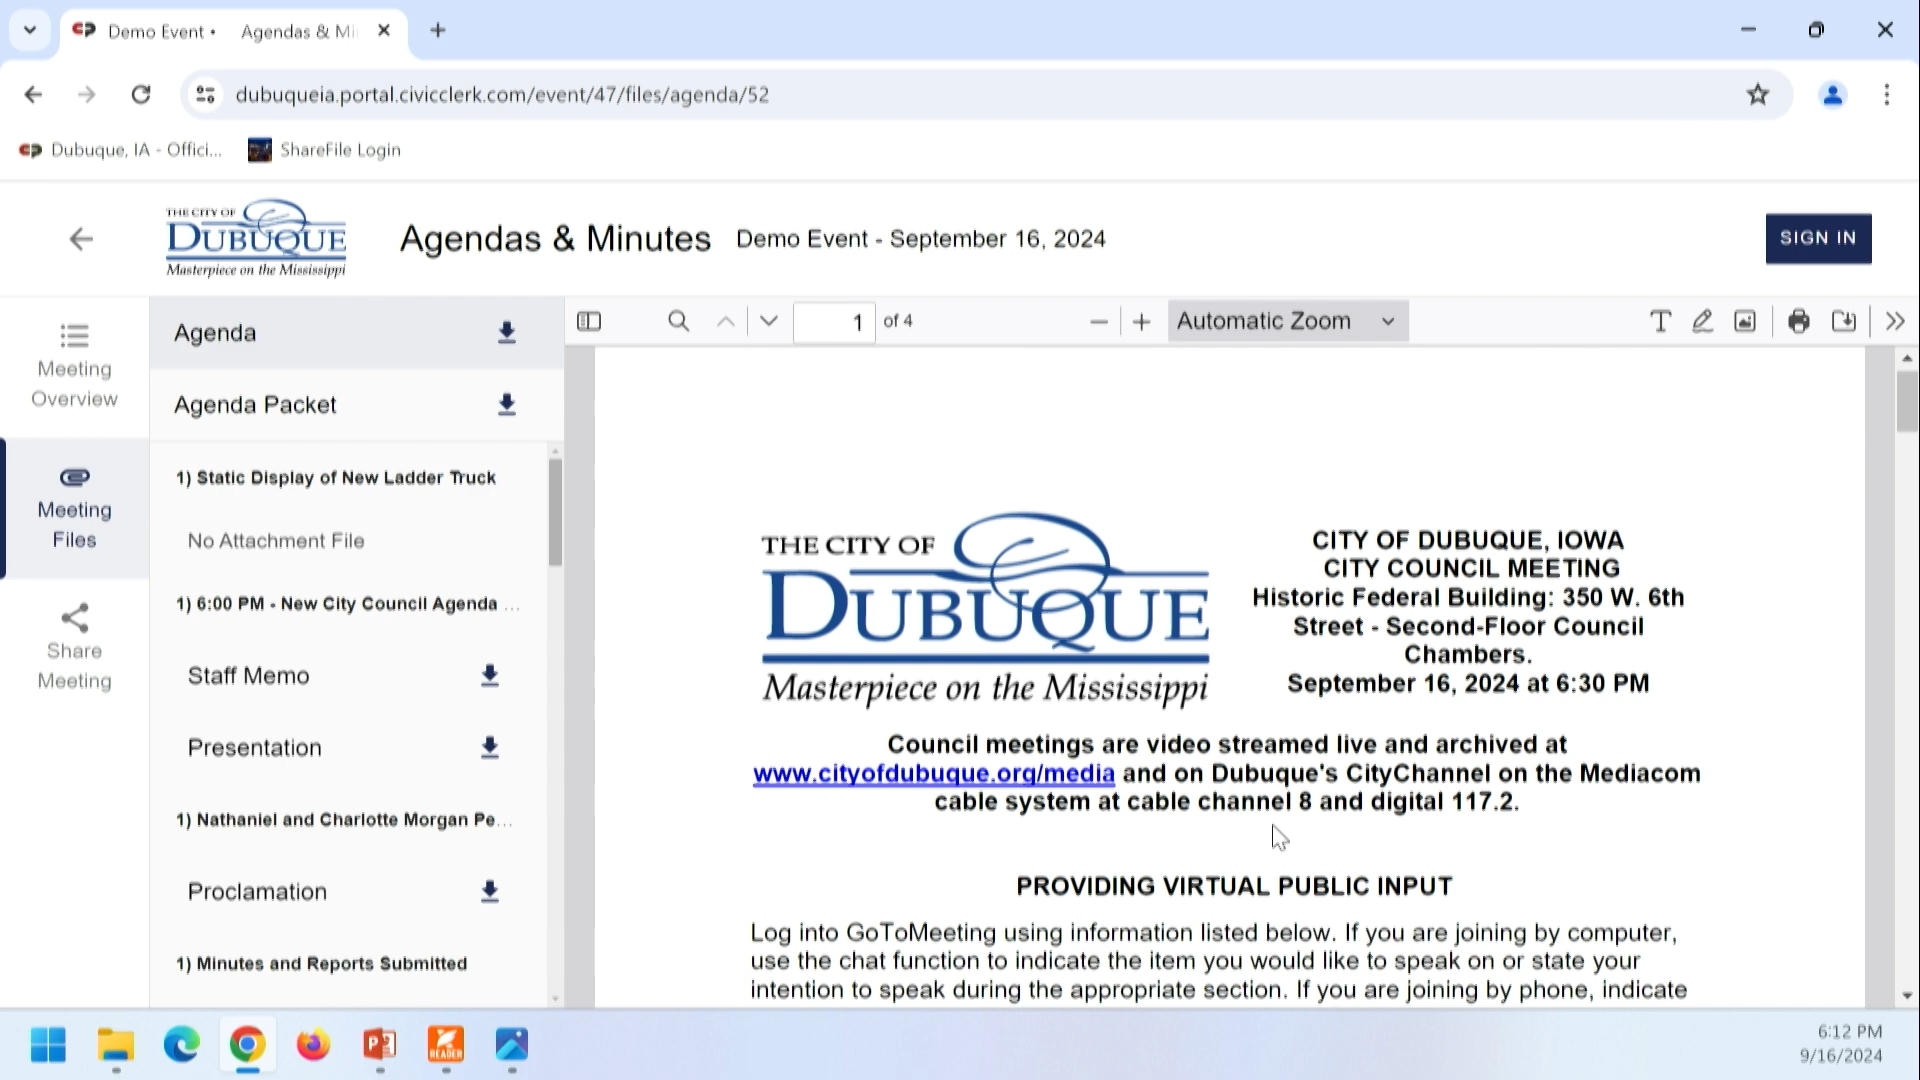 Demo Event • Agendas & Mi
dubuqueia.portal.civicclerk.com/event/47/files/agenda/52
Dubuque, IA - Offici...
ShareFile Login
THE CITY OF
DUBUQUE
Masterpiece on the Mississippi
Agendas & Minutes
Demo Event - September 16, 2024
SIGN IN
Meeting
Overview
Meeting
Files
Share
Meeting
Agenda
Agenda Packet
1) Static Display of New Ladder Truck
No Attachment File
1) 6:00 PM - New City Council Agenda ...
Staff Memo
Presentation
1) Nathaniel and Charlotte Morgan Pe...
Proclamation
1) Minutes and Reports Submitted
1 of 4
Automatic Zoom
THE CITY OF
DUBUQUE
Masterpiece on the Mississippi
CITY OF DUBUQUE, IOWA
CITY COUNCIL MEETING
Historic Federal Building: 350 W. 6th
Street - Second-Floor Council
Chambers.
September 16, 2024 at 6:30 PM
Council meetings are video streamed live and archived at
www.cityofdubuque.org/media and on Dubuque's CityChannel on the Mediacom
cable system at cable channel 8 and digital 117.2.
PROVIDING VIRTUAL PUBLIC INPUT
Log into GoToMeeting using information listed below. If you are joining by computer,
use the chat function to indicate the item you would like to speak on or state your
intention to speak during the appropriate section. If you are joining by phone, indicate
READER
6:12 PM
9/16/2024